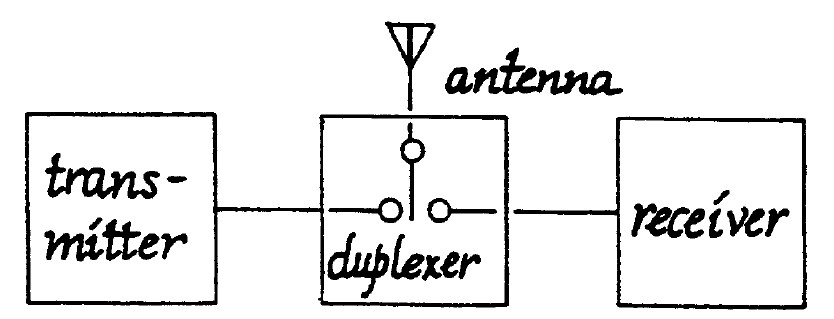 antenna
trans-
mitter
duplexer
receiver